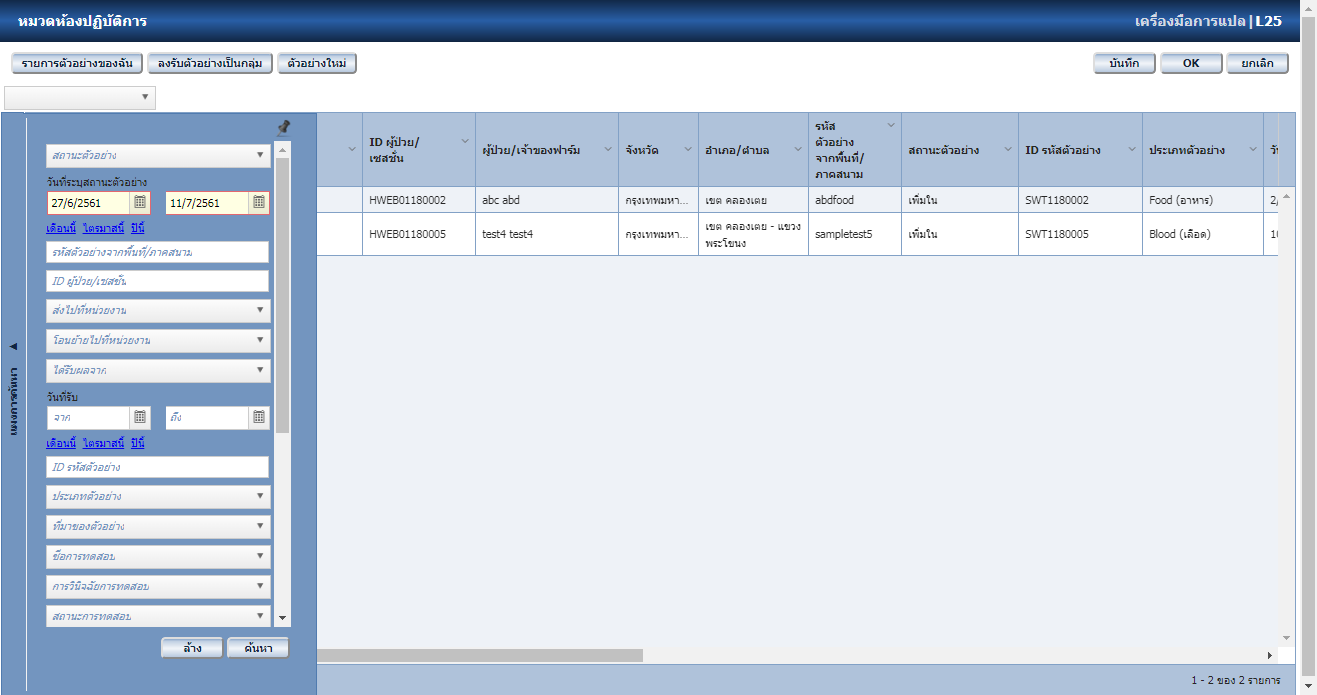 หมวดห้องปฏิบัติการ
เครื่องมือการแปล|L25
รายการตัวอย่างของฉัน ลงรับตัวอย่างเป็นกลุ่ม ตัวอย่างใหม่ บันทึก OK ยกเลิก
แผงการค้นหา
สถานะตัวอย่าง
วันที่ระบุสถานะตัวอย่าง
27/6/2561 11/7/2561
เดือนนี้ ไตรมาสนี้ ปีนี้
รหัสตัวอย่างจากพื้นที่/ภาคสนาม
ID ผู้ป่วย/เซสชั่น
ส่งไปที่หน่วยงาน
โอนย้ายไปที่หน่วยงาน
ได้รับผลจาก
วันที่รับ
จาก ถึง
เดือนนี้ ไตรมาสนี้ ปีนี้
ID รหัสตัวอย่าง
ประเภทตัวอย่าง
ที่มาของตัวอย่าง
ชื่อการทดสอบ
การวินิจฉัยการทดสอบ
สถานะการทดสอบ
ล้าง ค้นหา
ID ผู้ป่วย/
เซสชั่น
ผู้ป่วย/เจ้าของฟาร์ม
จังหวัด
อำเภอ/ตำบล
รหัส
ตัวอย่าง
จากพื้นที่/
ภาคสนาม
สถานะตัวอย่าง
ID รหัสตัวอย่าง
ประเภทตัวอย่าง
HWEB01180002 abc abd กรุงเทพมหา... เขต คลองเตย abdfood เพิ่มใน SWT1180002 Food (อาหาร) 2,
HWEB01180005 test4 test4 กรุงเทพมหา... เขต คลองเตย - แขวง
พระโขนง
sampletest5 เพิ่มใน SWT1180005 Blood (เลือด) 10
1 - 2 ของ 2 รายการ